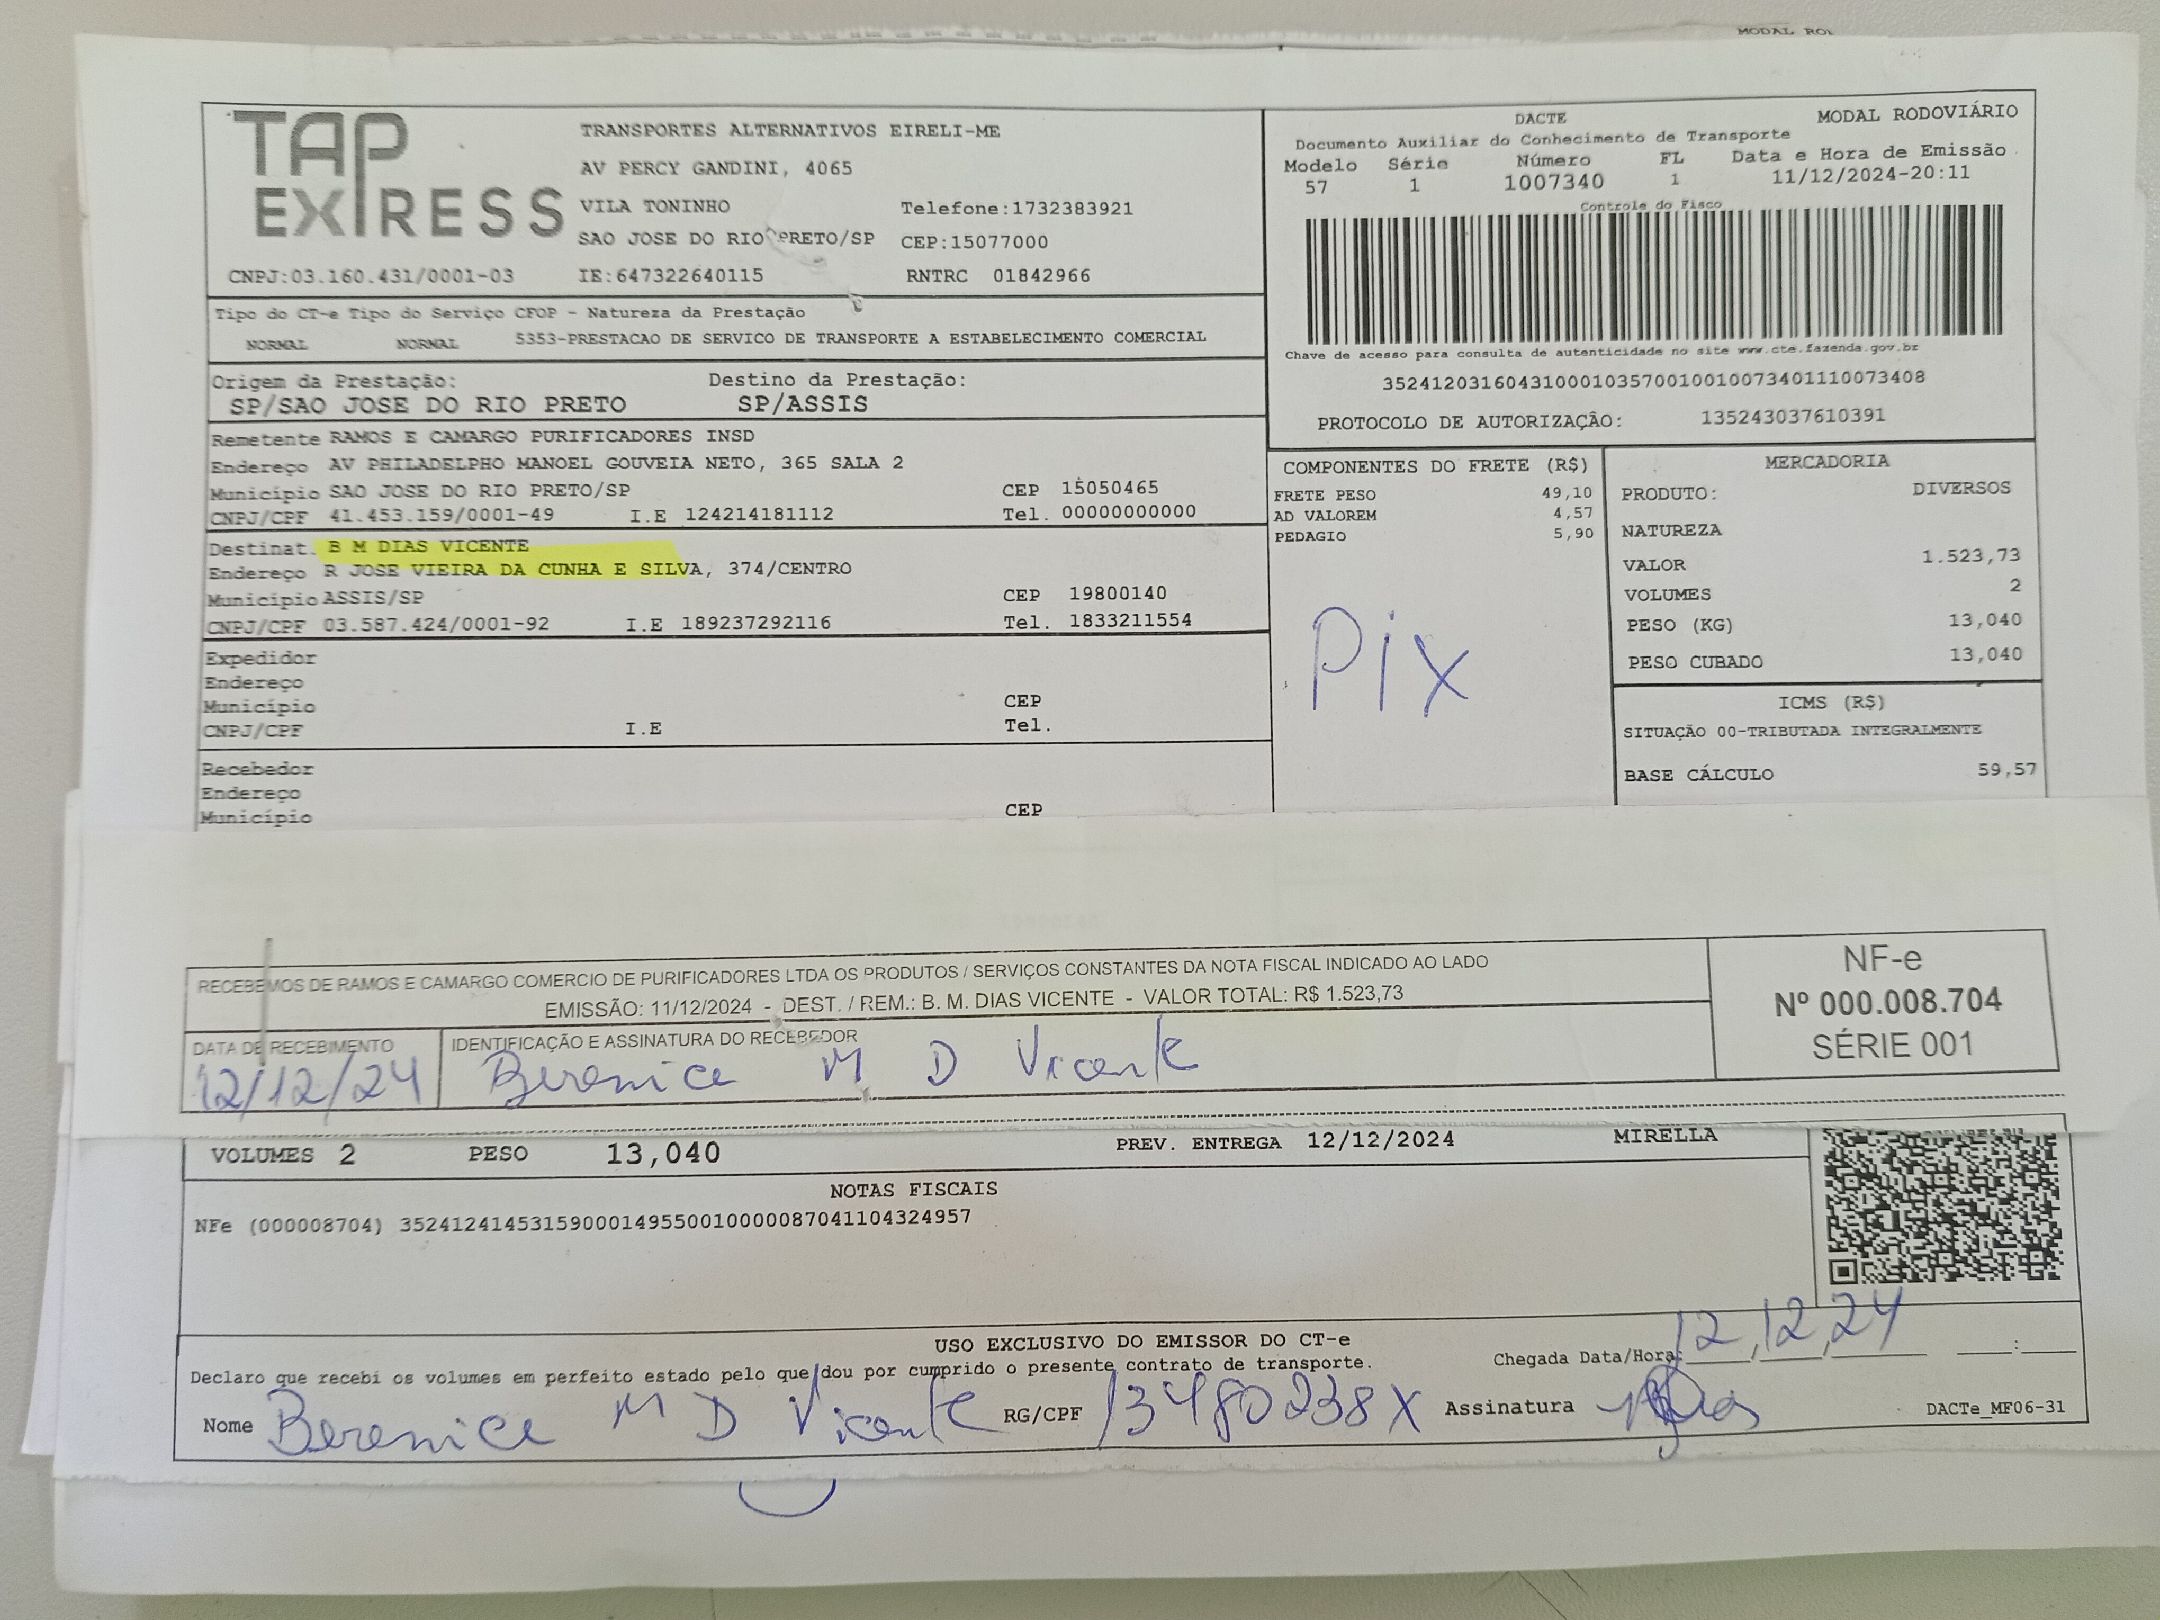 MODAL ROD
TAP EXPRESS
TRANSPORTES ALTERNATIVOS EIRELI-ME
AV PERCY GANDINI, 4065
VILA TONINHO Telefone:1732383921
SAO JOSE DO RIO PRETO/SP CEP:15077000
CNPJ:03.160.431/0001-03 IE:647322640115 RNTRC 01842966
DACTE MODAL RODOVIÁRIO
Documento Auxiliar do Conhecimento de Transporte
Modelo Série Número FL Data e Hora de Emissão
57 1 1007340 1 11/12/2024-20:11
Controle do Fisco
Chave de acesso para consulta de autenticidade no site www.cte.fazenda.gov.br
35241203160431000103570010010073401110073408
PROTOCOLO DE AUTORIZAÇÃO: 135243037610391
Tipo do CT-e Tipo do Serviço CFOP - Natureza da Prestação
NORMAL NORMAL 5353-PRESTACAO DE SERVICO DE TRANSPORTE A ESTABELECIMENTO COMERCIAL
Origem da Prestação: Destino da Prestação:
SP/SAO JOSE DO RIO PRETO SP/ASSIS
Remetente RAMOS E CAMARGO PURIFICADORES INSD
Endereço AV PHILADELPHO MANOEL GOUVEIA NETO, 365 SALA 2
Município SAO JOSE DO RIO PRETO/SP CEP 15050465
CNPJ/CPF 41.453.159/0001-49 I.E 124214181112 Tel. 00000000000
Destinat. B M DIAS VICENTE
Endereço R JOSE VIEIRA DA CUNHA E SILVA, 374/CENTRO
Município ASSIS/SP CEP 19800140
CNPJ/CPF 03.587.424/0001-92 I.E 189237292116 Tel. 1833211554
Expedidor
Endereço
Município CEP
CNPJ/CPF I.E Tel.
Recebedor
Endereço
Município CEP
COMPONENTES DO FRETE (R$)
FRETE PESO 49,10
AD VALOREM 4,57
PEDAGIO 5,90
Pix
MERCADORIA
PRODUTO: DIVERSOS
NATUREZA
VALOR 1.523,73
VOLUMES 2
PESO (KG) 13,040
PESO CUBADO 13,040
ICMS (R$)
SITUAÇÃO 00-TRIBUTADA INTEGRALMENTE
BASE CÁLCULO 59,57
RECEBEMOS DE RAMOS E CAMARGO COMERCIO DE PURIFICADORES LTDA OS PRODUTOS / SERVIÇOS CONSTANTES DA NOTA FISCAL INDICADO AO LADO
EMISSÃO: 11/12/2024 - DEST. / REM.: B. M. DIAS VICENTE - VALOR TOTAL: R$ 1.523,73
NF-e
Nº 000.008.704
SÉRIE 001
DATA DE RECEBIMENTO IDENTIFICAÇÃO E ASSINATURA DO RECEBEDOR
12/12/24 Berenice M D Vicente
VOLUMES 2 PESO 13,040 PREV. ENTREGA 12/12/2024 MIRELLA
NOTAS FISCAIS
NFe (000008704) 35241241453159000149550010000087041104324957
USO EXCLUSIVO DO EMISSOR DO CT-e
Declaro que recebi os volumes em perfeito estado pelo que dou por cumprido o presente contrato de transporte. Chegada Data/Hora: 12,12,24 :
Nome Berenice M D Vicente RG/CPF 13480238X Assinatura DACTe_MF06-31